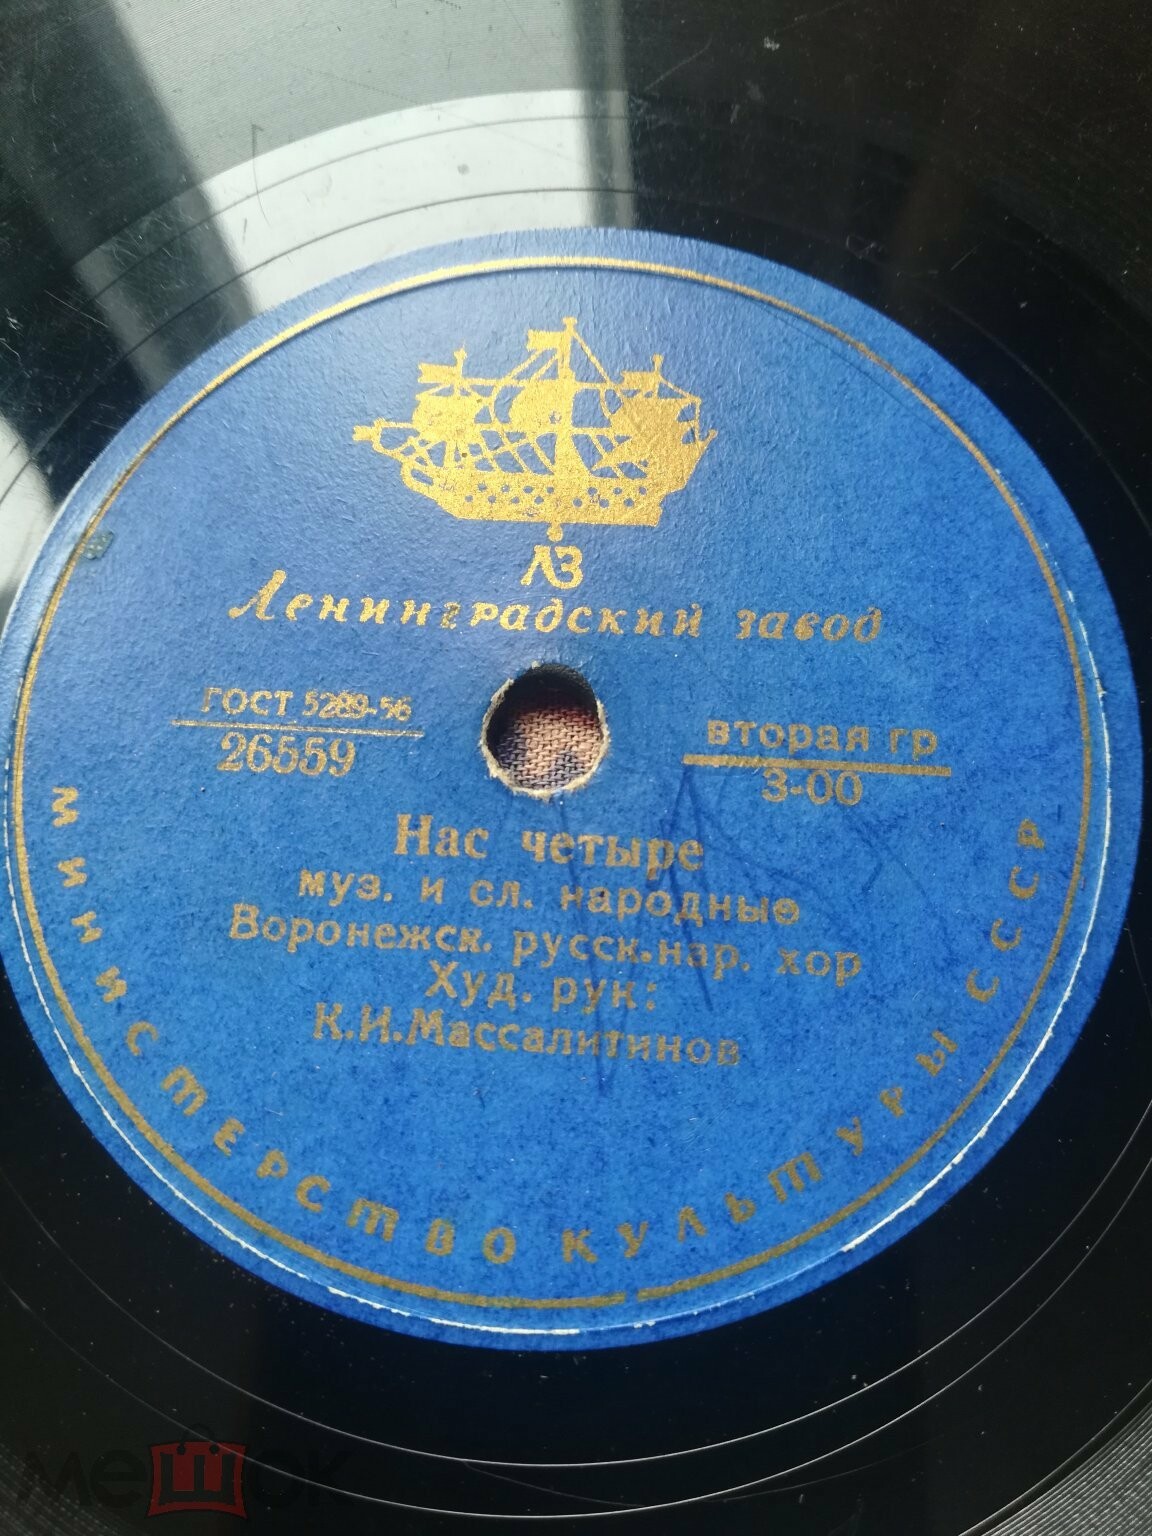 ЛЗ
Ленинградский завод
ГОСТ 5289-56
26559
вторая гр
3-00
Нас четыре
муз. и сл. народные
Воронежск. русск.нар. хор
Худ. рук:
К.И.Массалитинов
МИНИСТЕРСТВО КУЛЬТУРЫ СССР
мешок